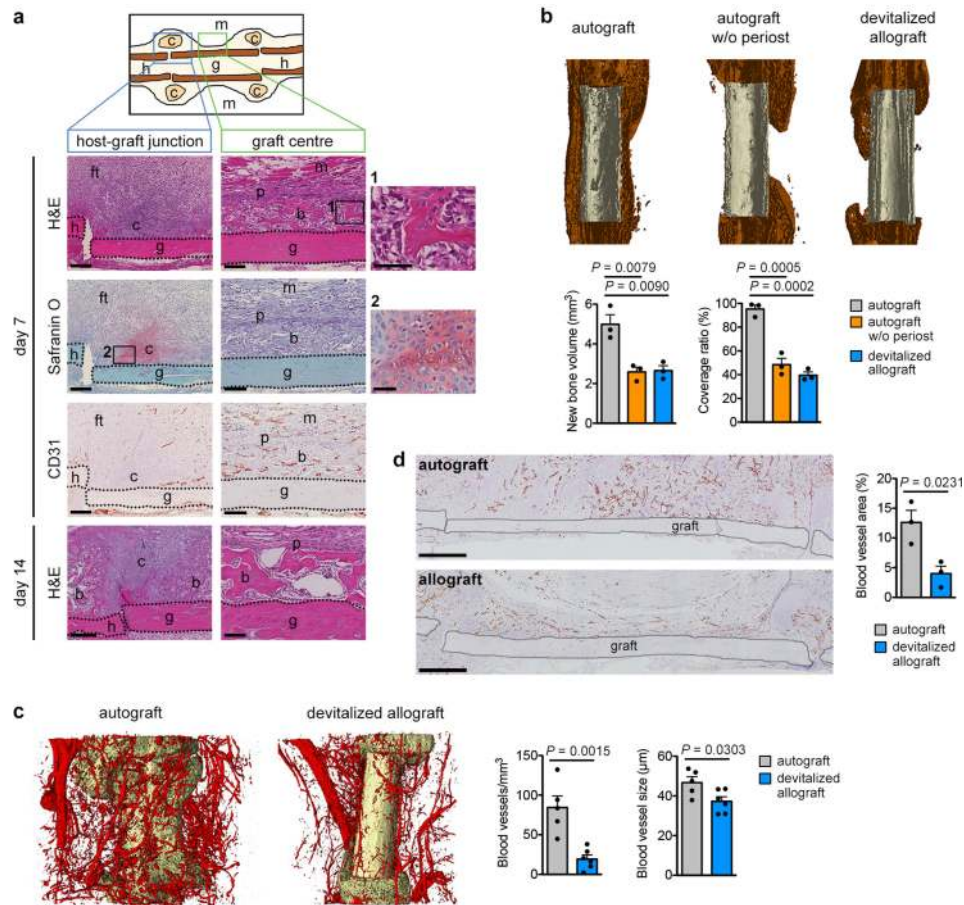 a
m
c
c
h
g
h
c
c
m
host-graft junction
graft centre
day 7
H&E
ft
h
c
g
m
p
b
1
g
1
Safranin O
ft
h
2
c
g
m
p
b
g
2
CD31
ft
h
c
g
m
p
b
g
day 14
H&E
c
b
b
h
g
p
b
b
g
b
autograft
autograft
w/o periost
devitalized
allograft
P = 0.0079
P = 0.0090
New bone volume (mm³)
6
4
2
0
P = 0.0005
P = 0.0002
Coverage ratio (%)
100
80
60
40
20
0
autograft
autograft
w/o periost
devitalized
allograft
d
autograft
graft
allograft
graft
P = 0.0231
Blood vessel area (%)
20
15
10
5
0
autograft
devitalized
allograft
c
autograft
devitalized allograft
P = 0.0015
Blood vessels/mm³
150
100
50
0
P = 0.0303
Blood vessel size (µm)
60
40
20
0
autograft
devitalized
allograft